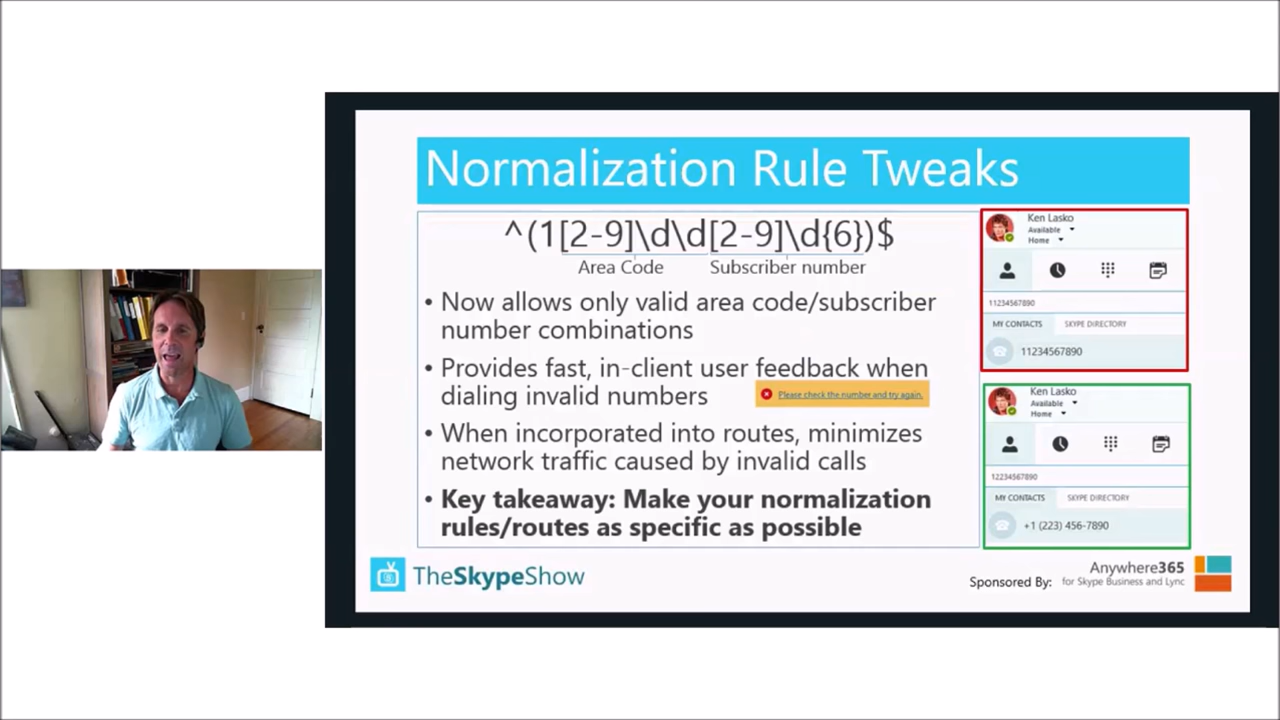 Normalization Rule Tweaks
^(1[2-9]\d\d[2-9]\d{6})$
Area Code
Subscriber number
• Now allows only valid area code/subscriber
number combinations
• Provides fast, in-client user feedback when
dialing invalid numbers
Please check the number and try again.
• When incorporated into routes, minimizes
network traffic caused by invalid calls
• Key takeaway: Make your normalization
rules/routes as specific as possible
Ken Lasko
Available
Home
11234567890
MY CONTACTS
SKYPE DIRECTORY
11234567890
Ken Lasko
Available
Home
12234567890
MY CONTACTS
SKYPE DIRECTORY
+1 (223) 456-7890
TheSkypeShow
Sponsored By:
Anywhere365
for Skype Business and Lync